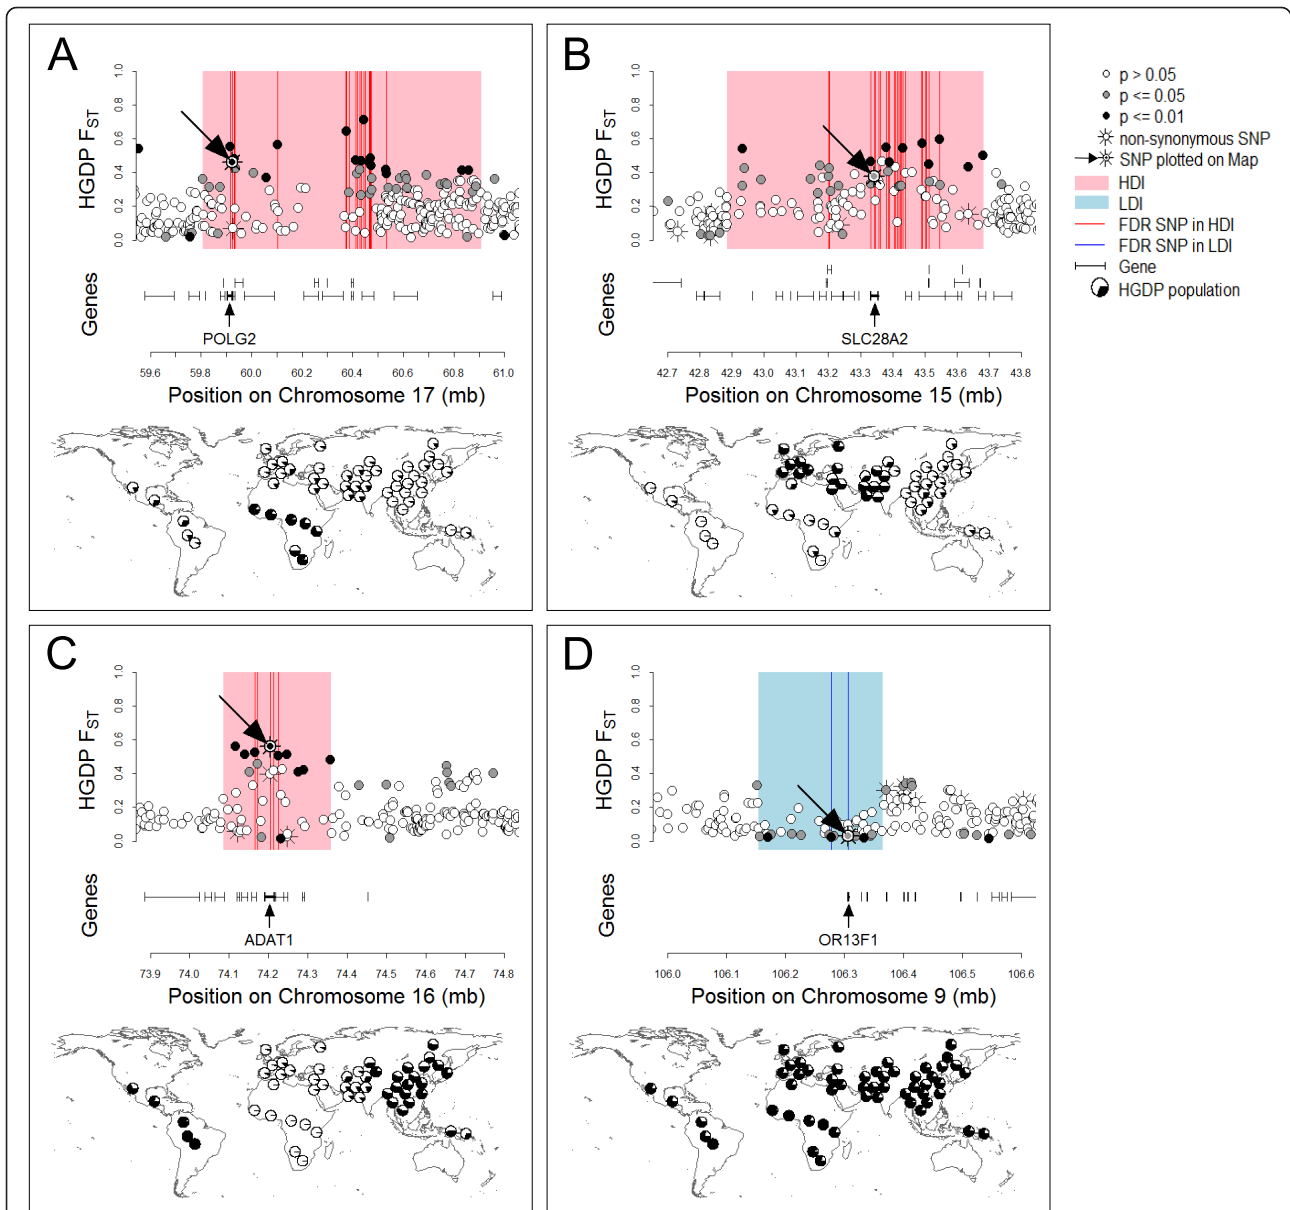 A
HGDP FST
1.0
0.8
0.6
0.4
0.2
0.0
Genes
POLG2
59.6 59.8 60.0 60.2 60.4 60.6 60.8 61.0
Position on Chromosome 17 (mb)
B
HGDP FST
1.0
0.8
0.6
0.4
0.2
0.0
Genes
SLC28A2
42.7 42.8 42.9 43.0 43.1 43.2 43.3 43.4 43.5 43.6 43.7 43.8
Position on Chromosome 15 (mb)
p > 0.05
p <= 0.05
p <= 0.01
non-synonymous SNP
SNP plotted on Map
HDI
LDI
FDR SNP in HDI
FDR SNP in LDI
Gene
HGDP population
C
HGDP FST
1.0
0.8
0.6
0.4
0.2
0.0
Genes
ADAT1
73.9 74.0 74.1 74.2 74.3 74.4 74.5 74.6 74.7 74.8
Position on Chromosome 16 (mb)
D
HGDP FST
1.0
0.8
0.6
0.4
0.2
0.0
Genes
OR13F1
106.0 106.1 106.2 106.3 106.4 106.5 106.6
Position on Chromosome 9 (mb)